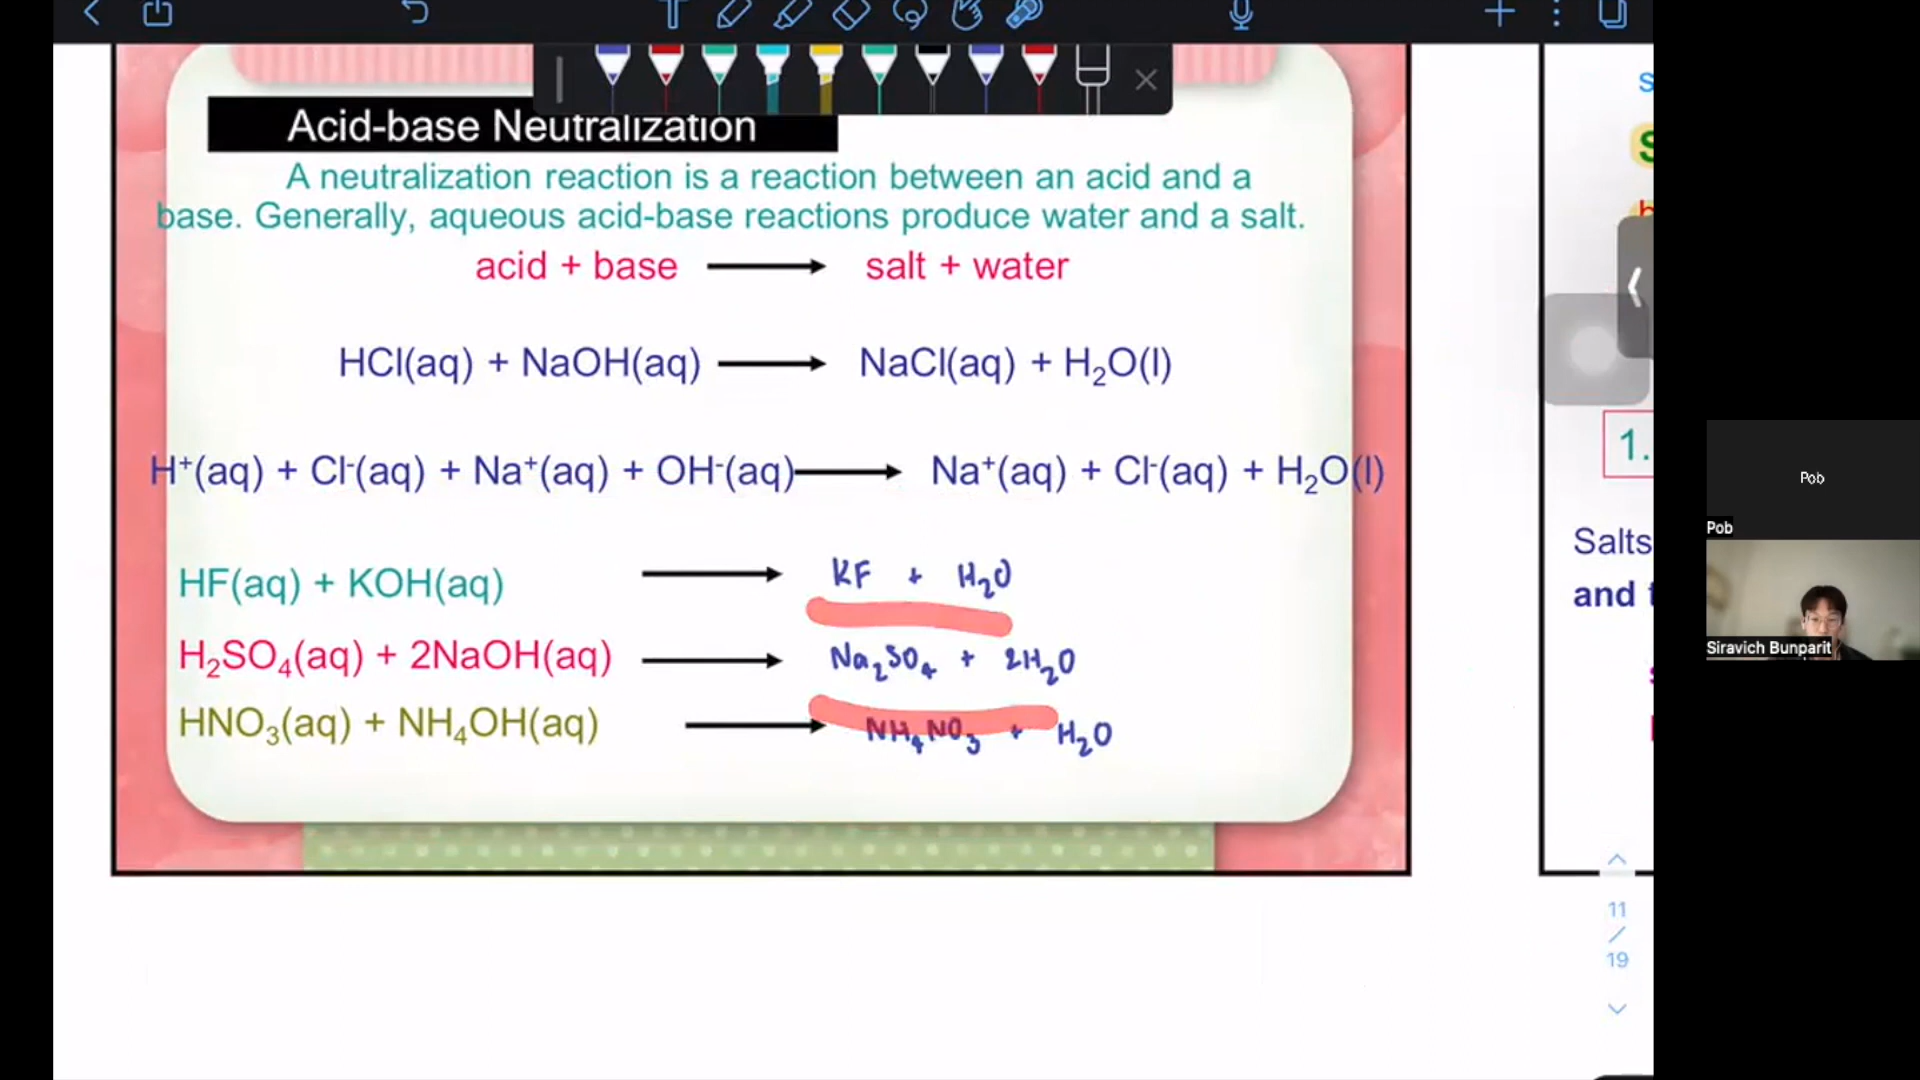 Acid-base Neutralization
A neutralization reaction is a reaction between an acid and a
base. Generally, aqueous acid-base reactions produce water and a salt.
acid + base → salt + water
HCl(aq) + NaOH(aq) → NaCl(aq) + H₂O(l)
H⁺(aq) + Cl⁻(aq) + Na⁺(aq) + OH⁻(aq) → Na⁺(aq) + Cl⁻(aq) + H₂O(l)
HF(aq) + KOH(aq) → KF + H₂O
H₂SO₄(aq) + 2NaOH(aq) → Na₂SO₄ + 2H₂O
HNO₃(aq) + NH₄OH(aq) → NH₄NO₃ + H₂O
1.
Salts
and
11
/
19
Pob
Pob
Siravich Bunparit